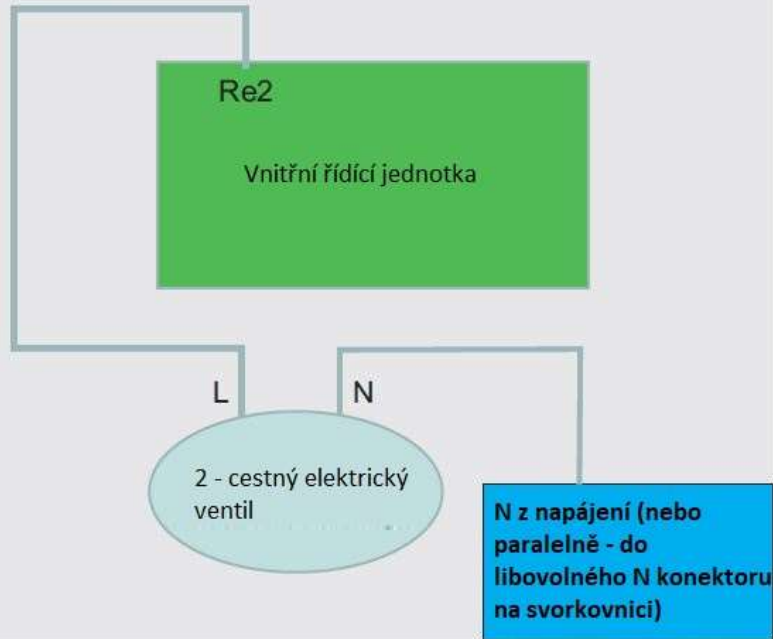 Re2
Vnitřní řídící jednotka
L
N
2 - cestný elektrický
ventil
N z napájení (nebo
paralelně - do
libovolného N konektoru
na svorkovnici)